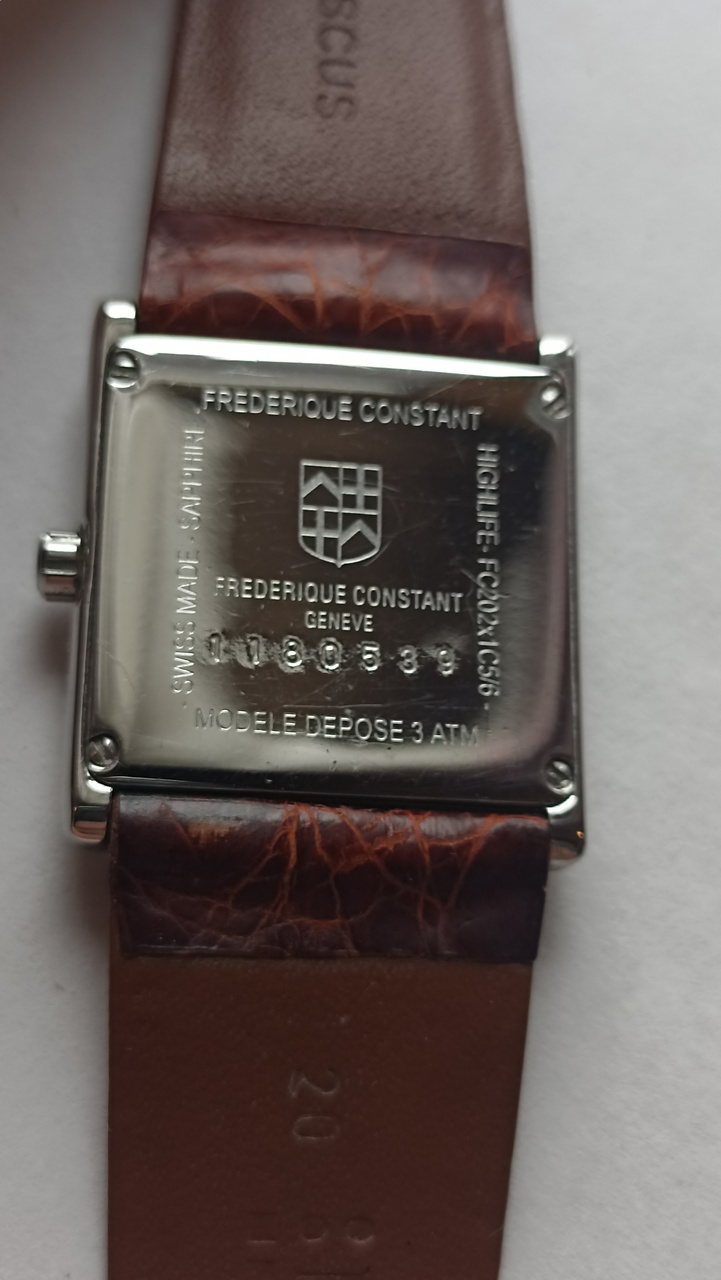 SCUS
FREDERIQUE CONSTANT
HIGHLIFE - FC202x1C5/6 -
- SWISS MADE - SAPPHIRE -
FREDERIQUE CONSTANT
GENEVE
1180539
MODELE DEPOSE 3 ATM
20